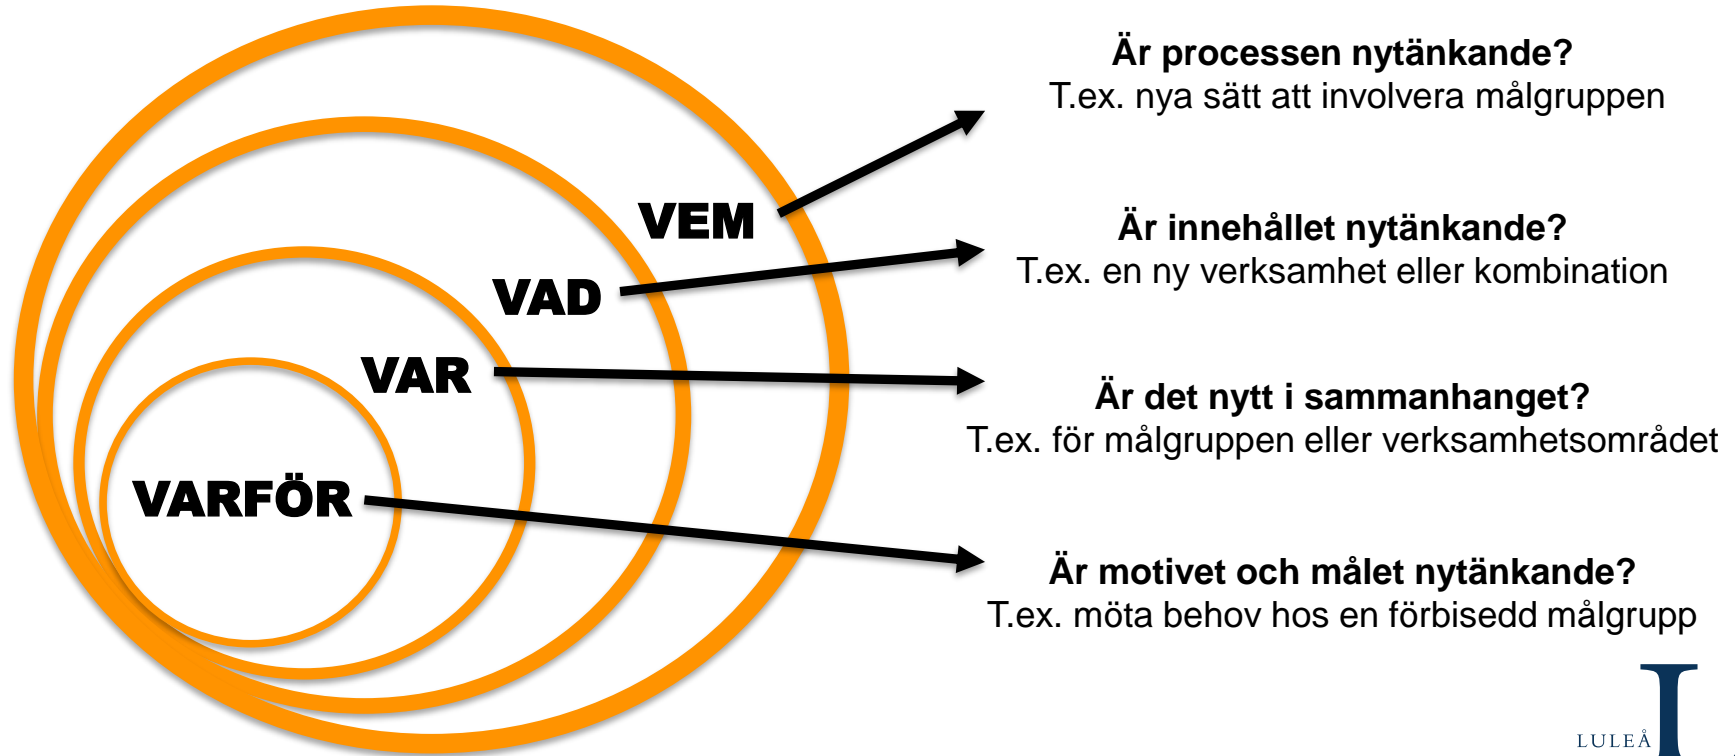 Är processen nytänkande?
T.ex. nya sätt att involvera målgruppen
VEM
Är innehållet nytänkande?
T.ex. en ny verksamhet eller kombination
VAD
VAR
Är det nytt i sammanhanget?
T.ex. för målgruppen eller verksamhetsområdet
VARFÖR
Är motivet och målet nytänkande?
T.ex. möta behov hos en förbisedd målgrupp
LULEÅ